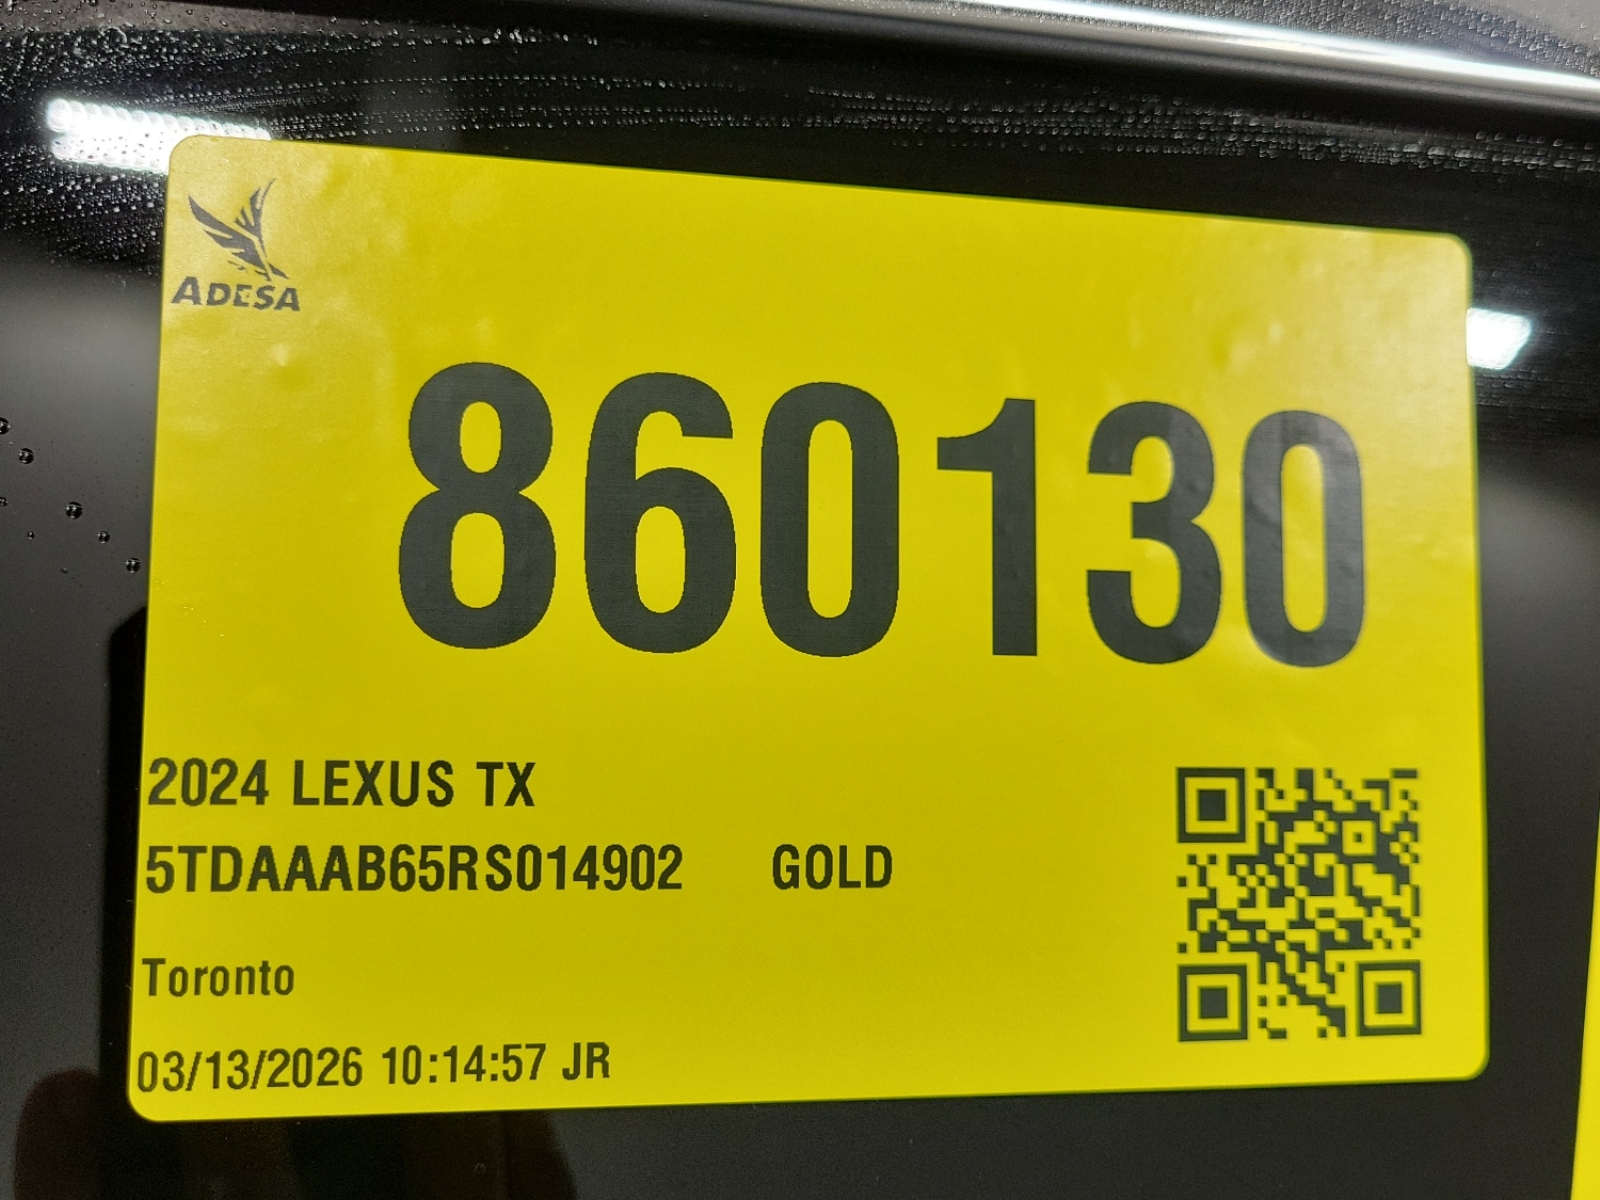 ADESA
860130
2024 LEXUS TX
5TDAAAB65RS014902 GOLD
Toronto
03/13/2026 10:14:57 JR